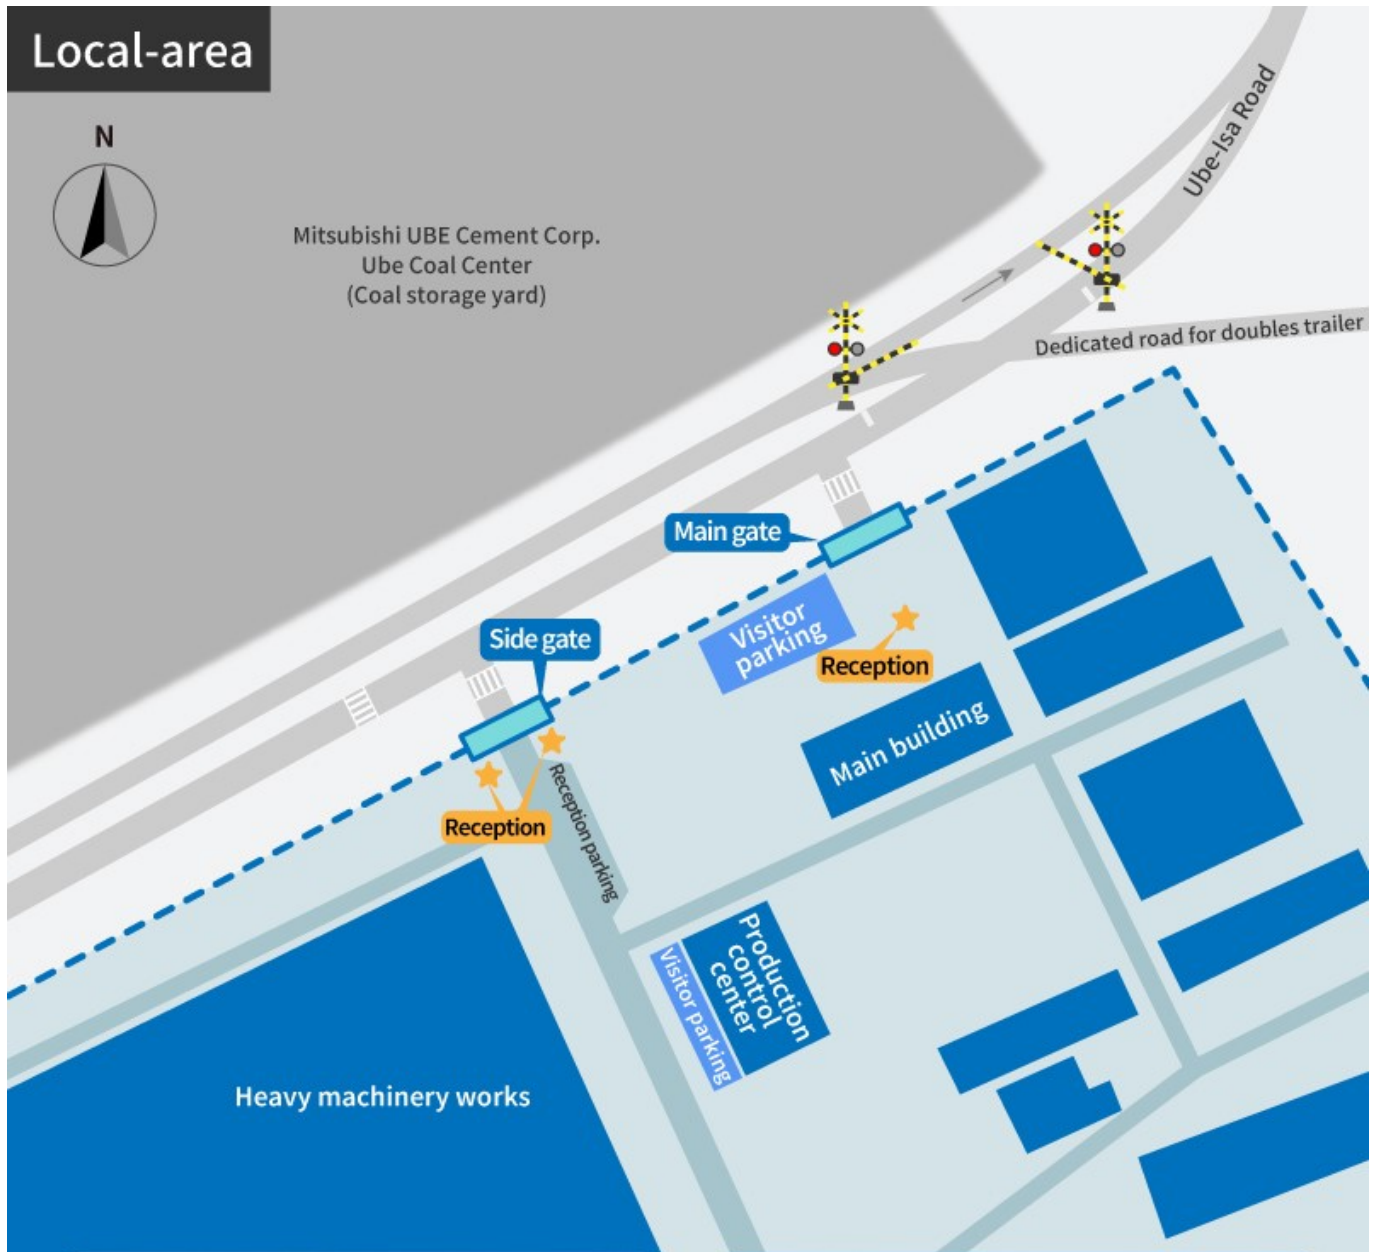 Local-area
N
Mitsubishi UBE Cement Corp.
Ube Coal Center
(Coal storage yard)
Ube-Isa Road
Dedicated road for doubles trailer
Main gate
Visitor
parking
Side gate
Reception
Main building
Reception
Reception parking
Production
control
center
Visitor parking
Heavy machinery works